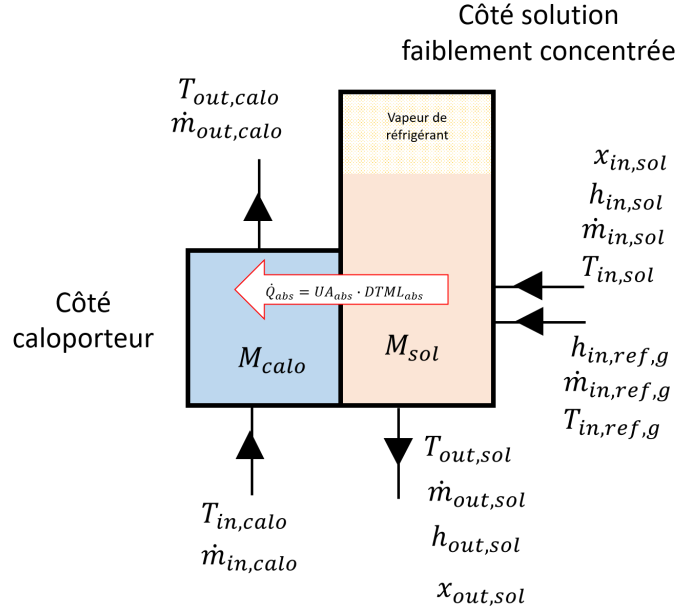 Côté solution
faiblement concentrée
T_{out,calo}
ṁ_{out,calo}
Vapeur de
réfrigérant
x_{in,sol}
h_{in,sol}
ṁ_{in,sol}
T_{in,sol}
Q̇_{abs} = UA_{abs} · DTML_{abs}
Côté
caloporteur
M_{calo}
M_{sol}
h_{in,ref,g}
ṁ_{in,ref,g}
T_{in,ref,g}
T_{out,sol}
ṁ_{out,sol}
h_{out,sol}
x_{out,sol}
T_{in,calo}
ṁ_{in,calo}